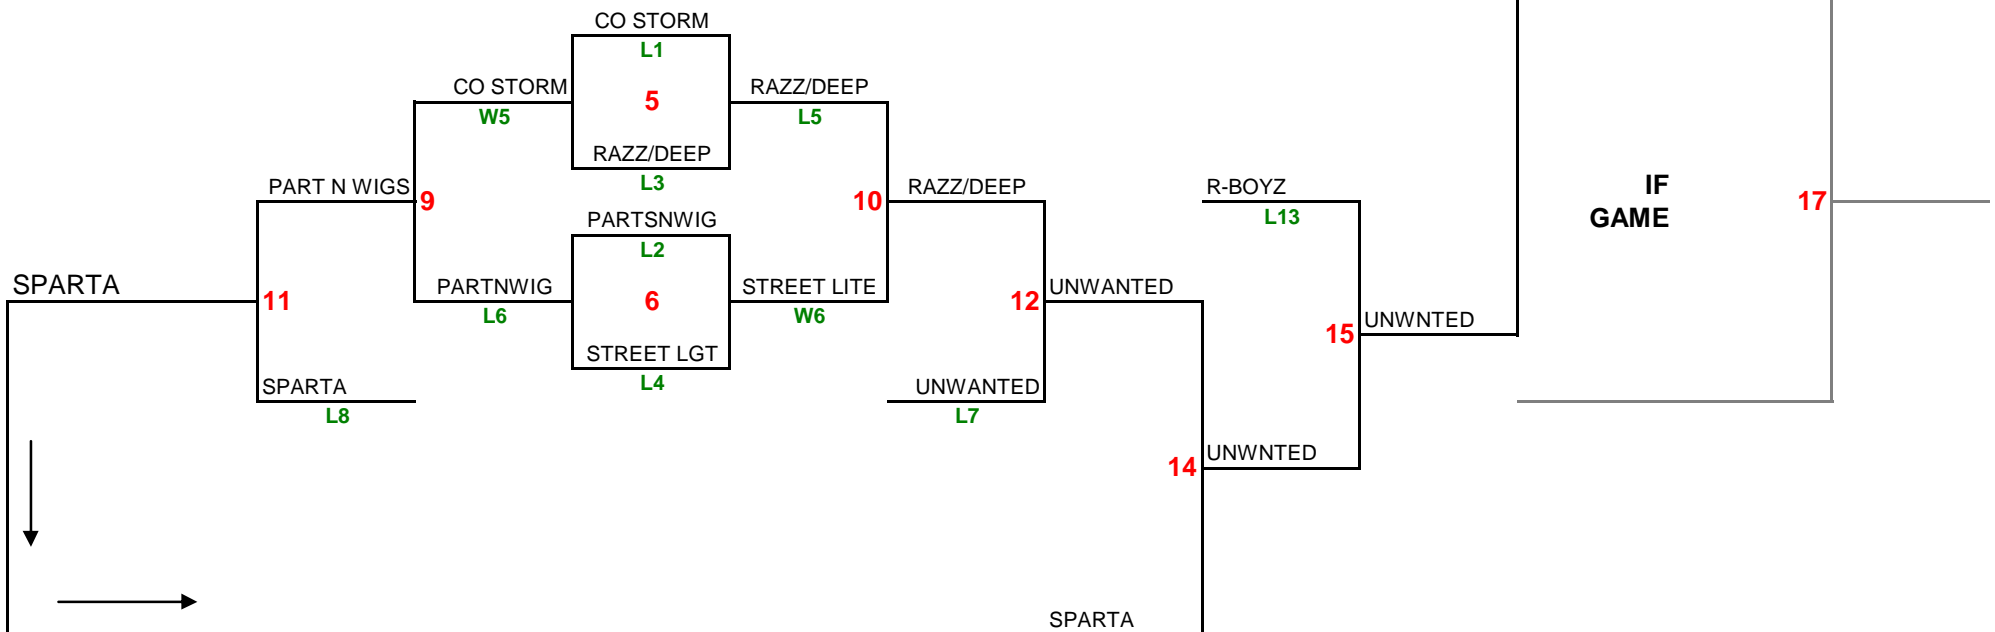 CO STORM
L1
CO STORM 5 RAZZ/DEEP
W5 L5
RAZZ/DEEP
L3
PART N WIGS 9 10 RAZZ/DEEP R-BOYZ IF GAME 17
L13
PARTSNWIG
L2
SPARTA 11 PARTNWIG 6 STREET LITE 12 UNWANTED
L6 W6
15 UNWNTED
STREET LGT
L4
SPARTA UNWANTED
L8 L7
14 UNWNTED
SPARTA